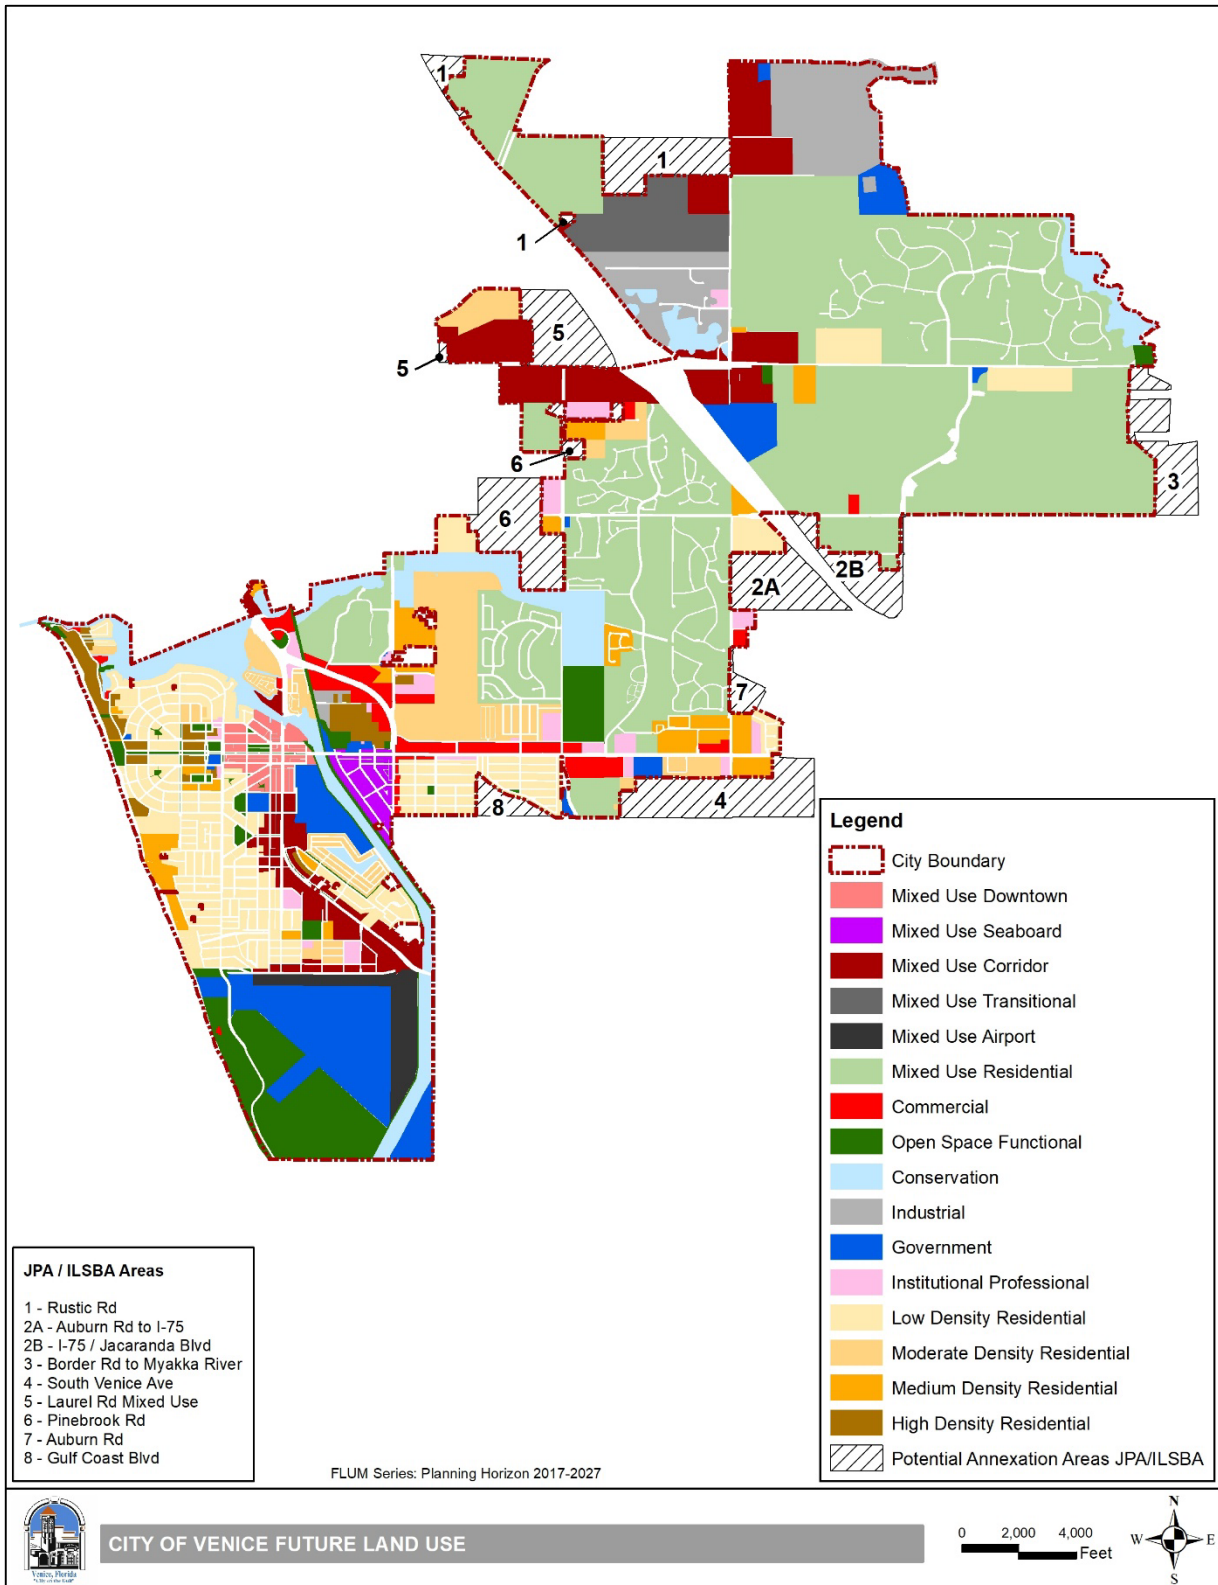 1
1
1
5
5
6
6
3
2A
2B
7
8
4
Legend
City Boundary
Mixed Use Downtown
Mixed Use Seaboard
Mixed Use Corridor
Mixed Use Transitional
Mixed Use Airport
Mixed Use Residential
Commercial
Open Space Functional
Conservation
Industrial
Government
Institutional Professional
Low Density Residential
Moderate Density Residential
Medium Density Residential
High Density Residential
Potential Annexation Areas JPA/ILSBA
JPA / ILSBA Areas
1 - Rustic Rd
2A - Auburn Rd to I-75
2B - I-75 / Jacaranda Blvd
3 - Border Rd to Myakka River
4 - South Venice Ave
5 - Laurel Rd Mixed Use
6 - Pinebrook Rd
7 - Auburn Rd
8 - Gulf Coast Blvd
FLUM Series: Planning Horizon 2017-2027
Venice, Florida
"City on the Gulf"
CITY OF VENICE FUTURE LAND USE
0 2,000 4,000
Feet
N
W E
S